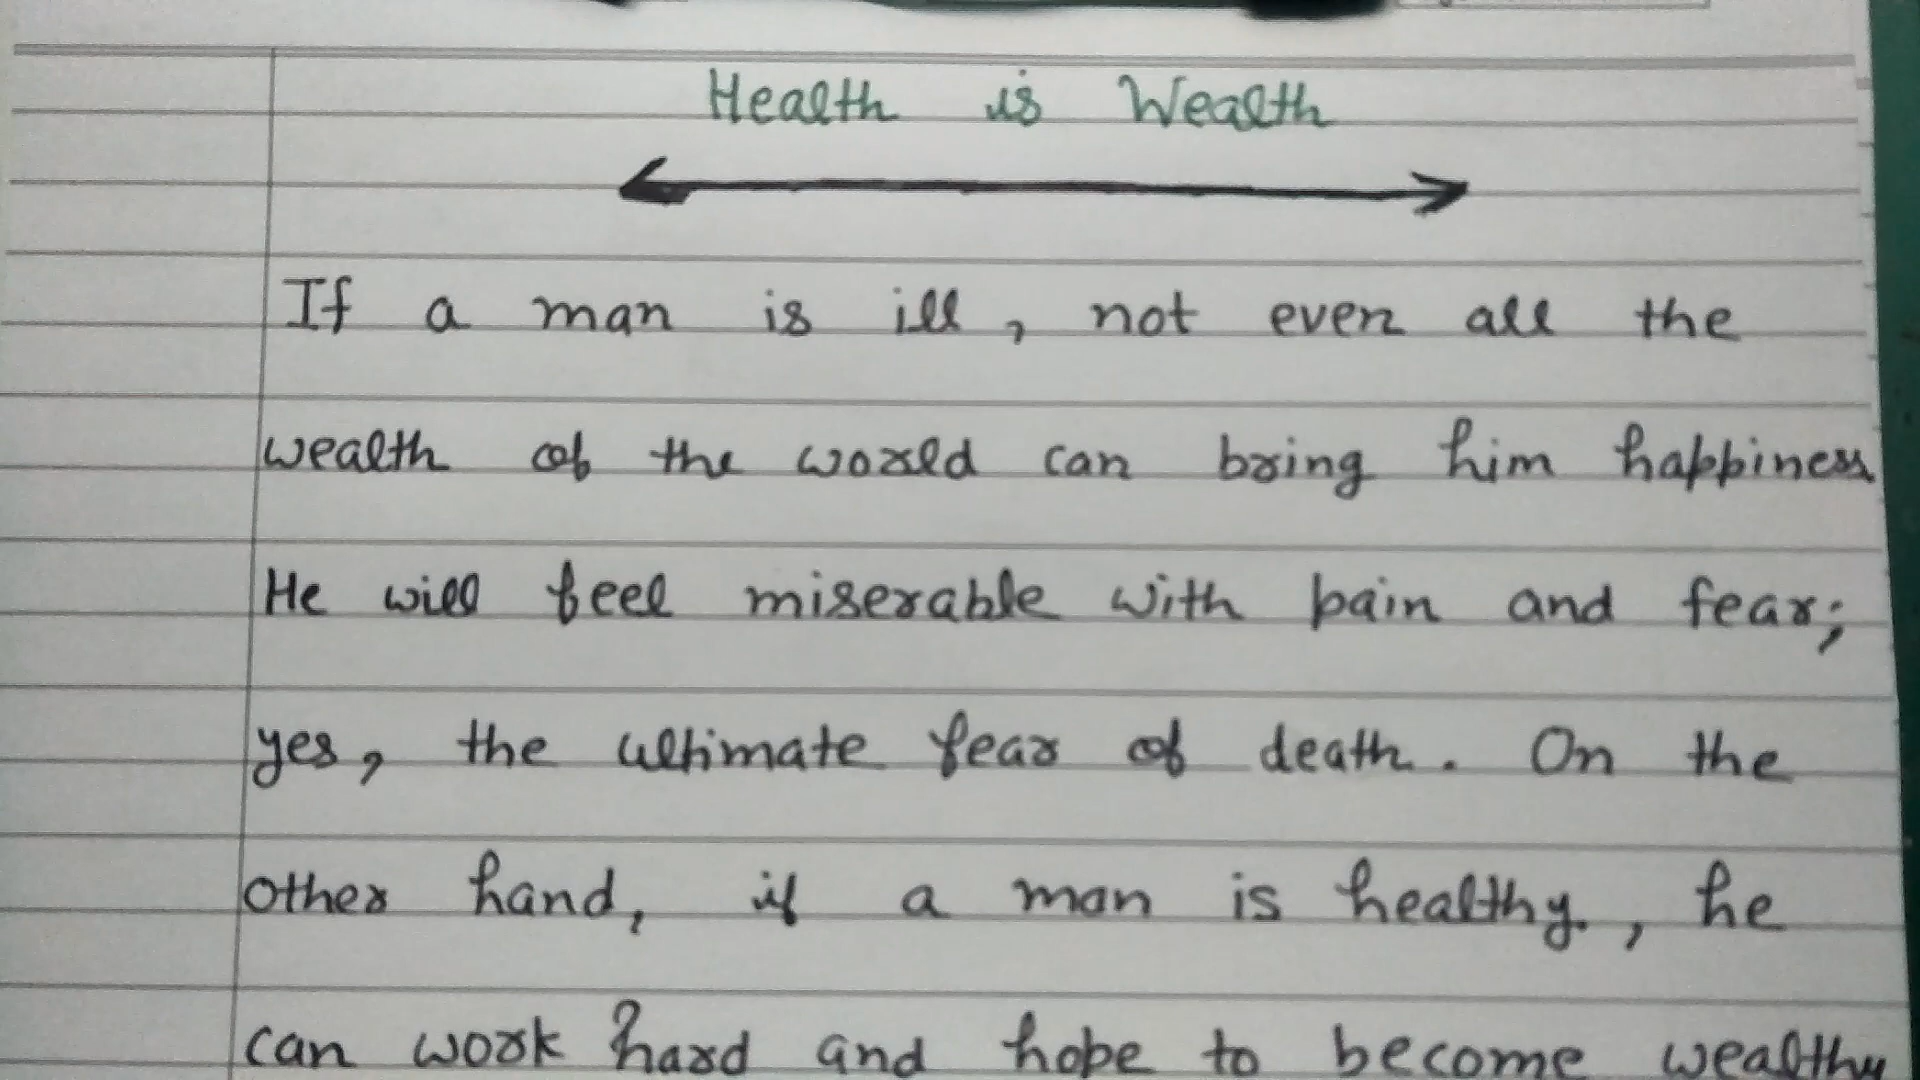 Health is Wealth
If a man is ill, not even all the
wealth of the world can bring him happiness
He will feel miserable with pain and fear;
yes, the ultimate fear of death. On the
other hand, if a man is healthy, he
can work hard and hope to become wealthy